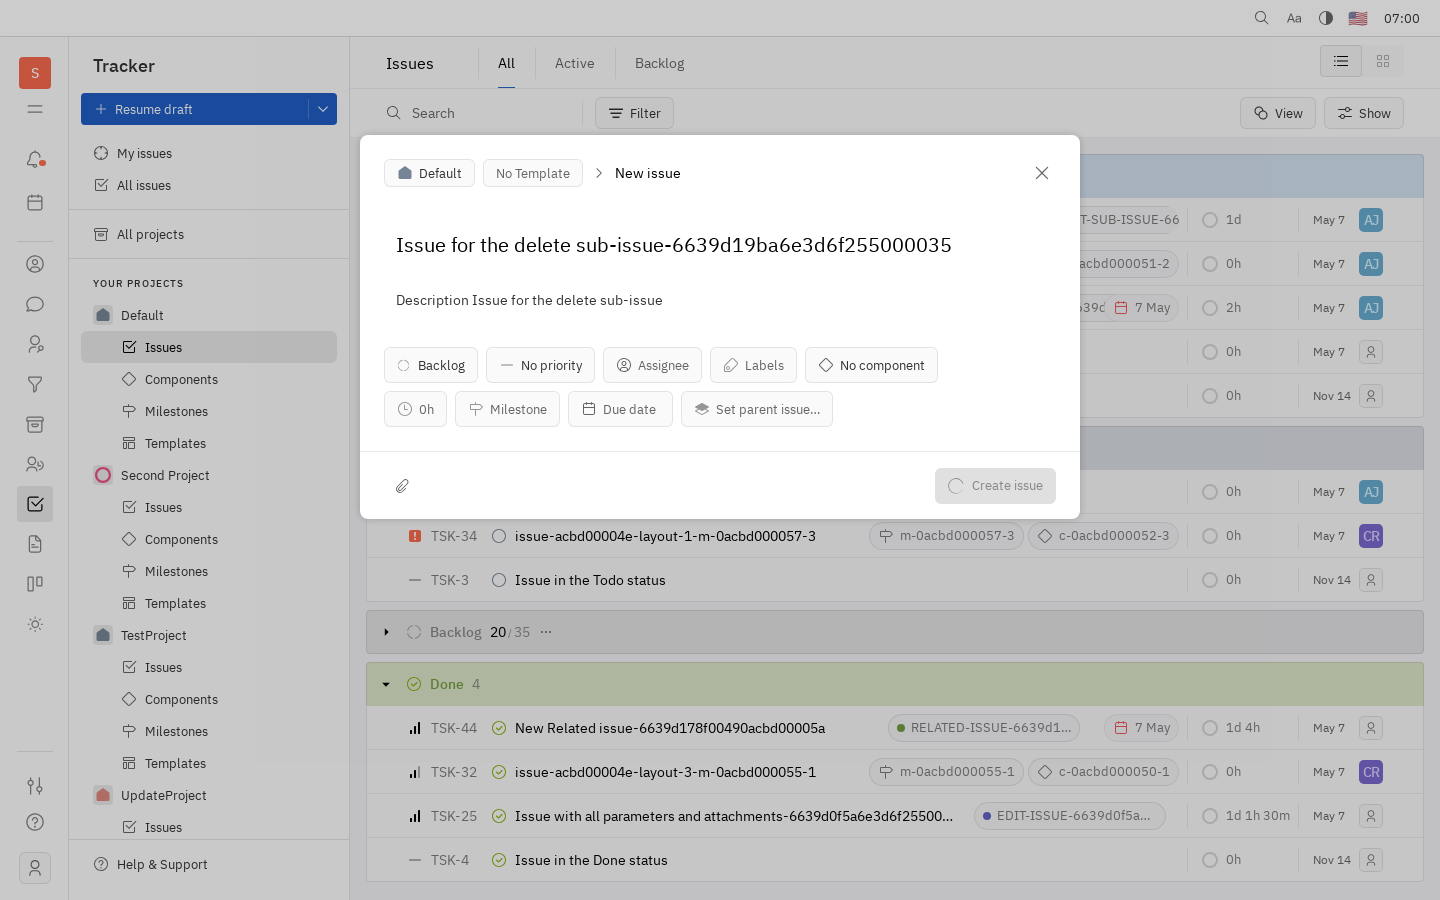 Aa 07:00
S
Tracker
Resume draft
My issues
All issues
All projects
YOUR PROJECTS
Default
Issues
Components
Milestones
Templates
Second Project
Issues
Components
Milestones
Templates
TestProject
Issues
Components
Milestones
Templates
UpdateProject
Issues
Help & Support
Issues All Active Backlog
Search Filter View Show
Default No Template New issue
Issue for the delete sub-issue-6639d19ba6e3d6f255000035
Description Issue for the delete sub-issue
Backlog No priority Assignee Labels No component
0h Milestone Due date Set parent issue...
Create issue
T-SUB-ISSUE-66 1d May 7 AJ
acbd000051-2 0h May 7 AJ
7 May 2h May 7 AJ
0h May 7
0h Nov 14
0h May 7 AJ
TSK-34 issue-acbd00004e-layout-1-m-0acbd000057-3 m-0acbd000057-3 c-0acbd000052-3 0h May 7 CR
TSK-3 Issue in the Todo status 0h Nov 14
Backlog 20/35 ...
Done 4
TSK-44 New Related issue-6639d178f00490acbd00005a RELATED-ISSUE-6639d1... 7 May 1d 4h May 7
TSK-32 issue-acbd00004e-layout-3-m-0acbd000055-1 m-0acbd000055-1 c-0acbd000050-1 0h May 7 CR
TSK-25 Issue with all parameters and attachments-6639d0f5a6e3d6f25500... EDIT-ISSUE-6639d0f5a... 1d 1h 30m May 7
TSK-4 Issue in the Done status 0h Nov 14